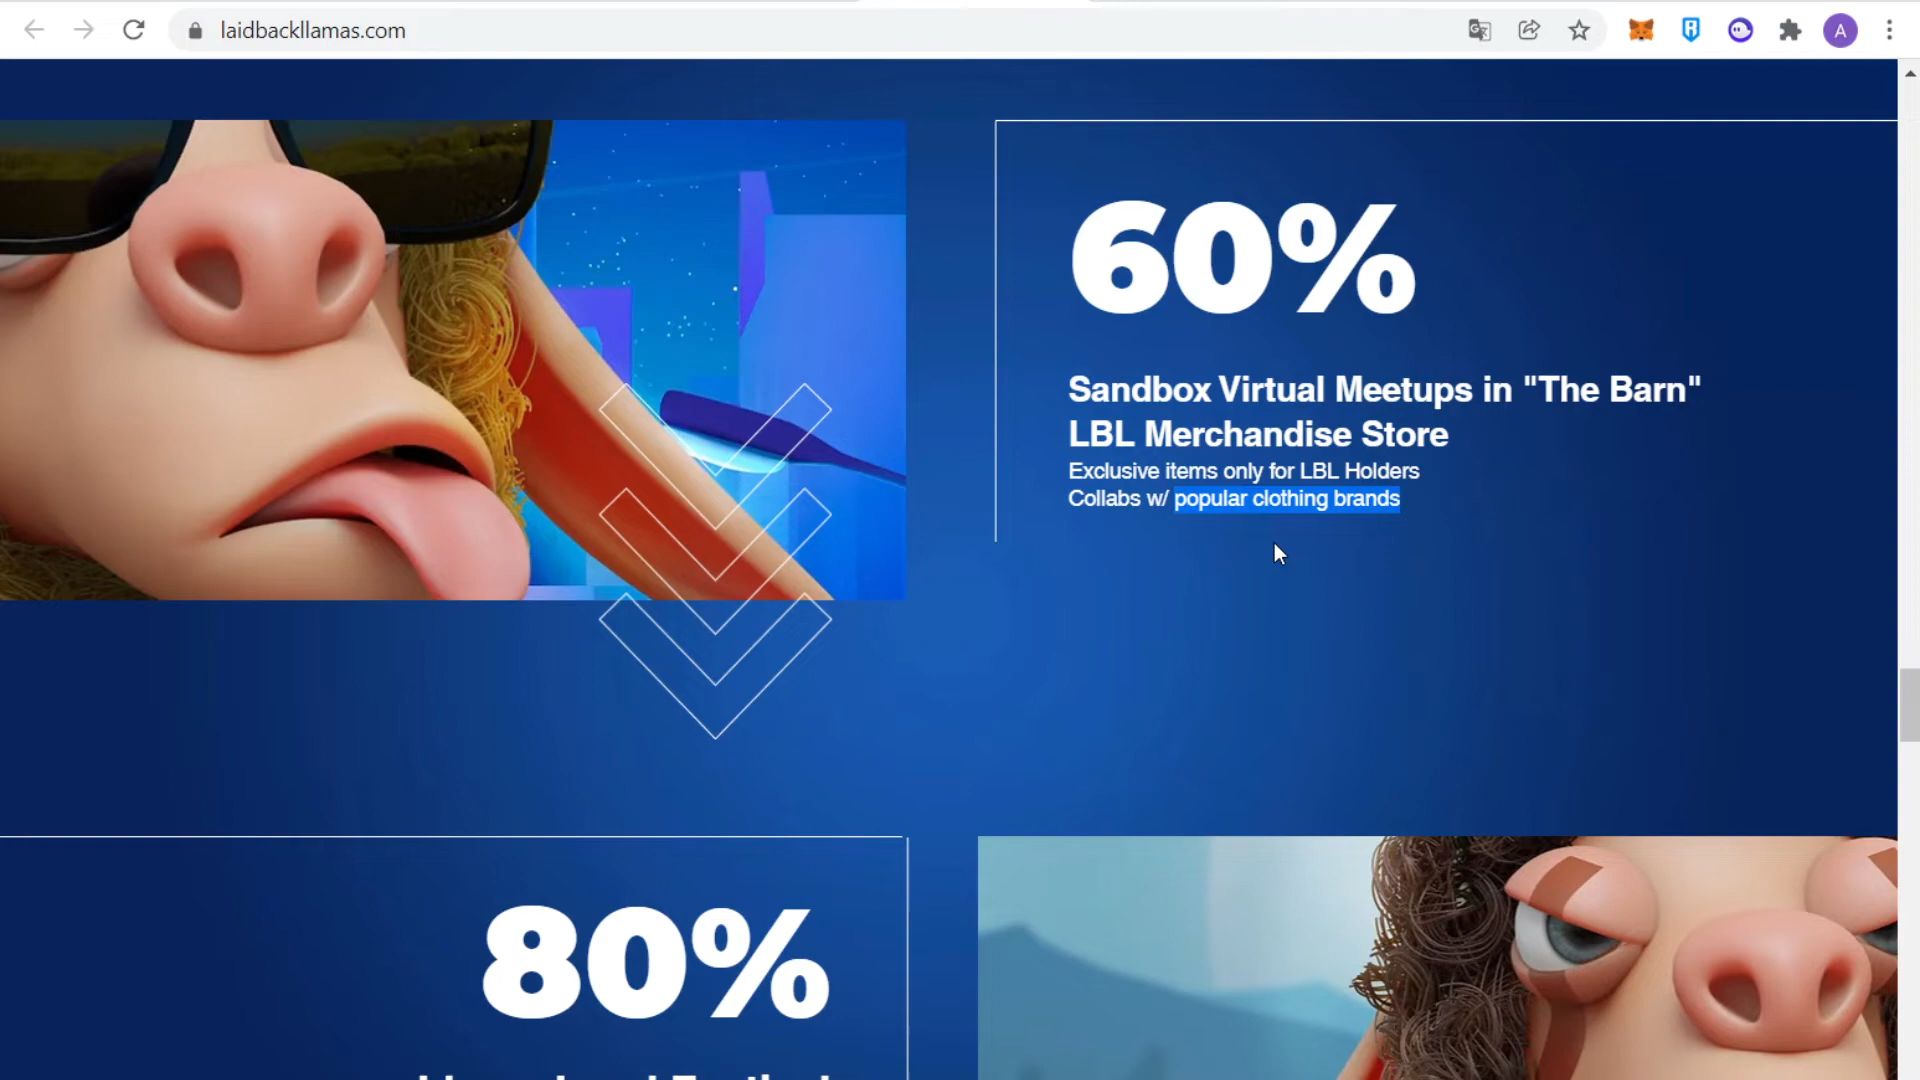 laidbackllamas.com
A
60%
Sandbox Virtual Meetups in "The Barn"
LBL Merchandise Store
Exclusive items only for LBL Holders
Collabs w/ popular clothing brands
80%